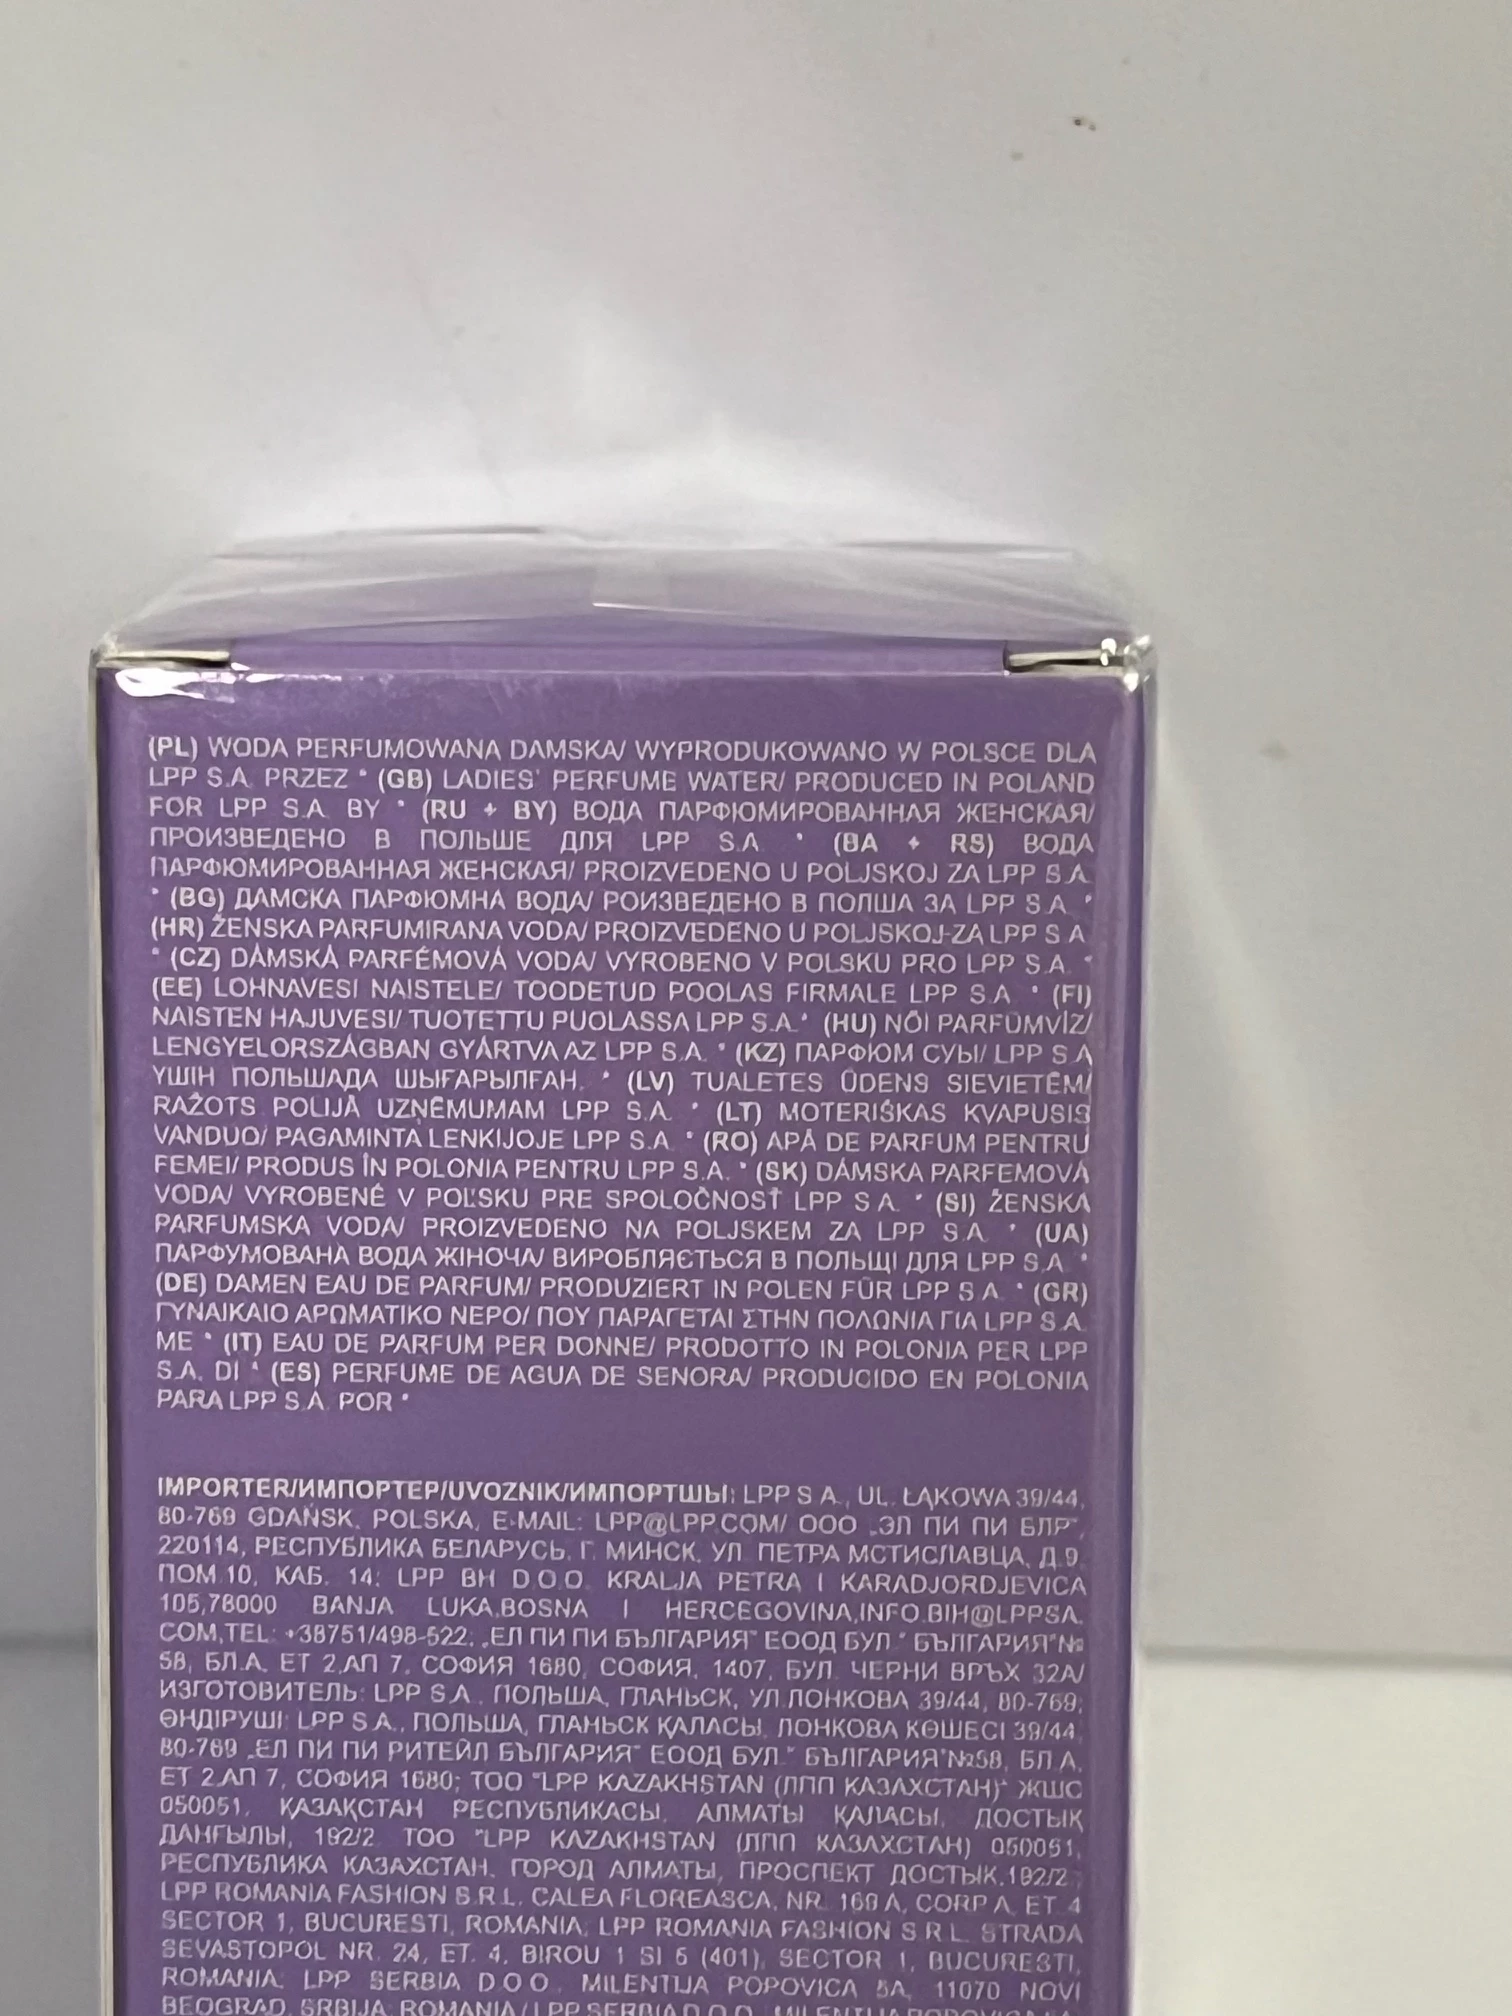 (PL) WODA PERFUMOWANA DAMSKA/ WYPRODUKOWANO W POLSCE DLA
LPP S.A. PRZEZ * (GB) LADIES' PERFUME WATER/ PRODUCED IN POLAND
FOR LPP S.A. BY * (RU + BY) ВОДА ПАРФЮМИРОВАННАЯ ЖЕНСКАЯ/
ПРОИЗВЕДЕНО В ПОЛЬШЕ ДЛЯ LPP S.A. * (BA + RS) ВОДА
ПАРФЮМИРОВАННАЯ ЖЕНСКАЯ/ PROIZVEDENO U POLJSKOJ ZA LPP S.A.
* (BG) ДАМСКА ПАРФЮМНА ВОДА/ РОИЗВЕДЕНО В ПОЛША ЗА LPP S.A. *
(HR) ŽENSKA PARFUMIRANA VODA/ PROIZVEDENO U POLJSKOJ-ZA LPP S.A.
* (CZ) DÁMSKÁ PARFÉMOVÁ VODA/ VYROBENO V POLSKU PRO LPP S.A. *
(EE) LOHNAVESI NAISTELE/ TOODETUD POOLAS FIRMALE LPP S.A. * (FI)
NAISTEN HAJUVESI/ TUOTETTU PUOLASSA LPP S.A.* (HU) NŐI PARFÜMVÍZ/
LENGYELORSZÁGBAN GYÁRTVA AZ LPP S.A. * (KZ) ПАРФЮМ СУЫ/ LPP S.A.
ҮШІН ПОЛЬШАДА ШЫҒАРЫЛҒАН. * (LV) TUALETES ŪDENS SIEVIETĒM/
RAŽOTS POLIJĀ UZŅĒMUMAM LPP S.A. * (LT) MOTERIŠKAS KVAPUSIS
VANDUO/ PAGAMINTA LENKIJOJE LPP S.A. * (RO) APĂ DE PARFUM PENTRU
FEMEI/ PRODUS ÎN POLONIA PENTRU LPP S.A. * (SK) DÁMSKA PARFEMOVÁ
VODA/ VYROBENÉ V POĽSKU PRE SPOLOČNOSŤ LPP S.A. * (SI) ŽENSKA
PARFUMSKA VODA/ PROIZVEDENO NA POLJSKEM ZA LPP S.A. * (UA)
ПАРФУМОВАНА ВОДА ЖІНОЧА/ ВИРОБЛЯЄТЬСЯ В ПОЛЬЩІ ДЛЯ LPP S.A. *
(DE) DAMEN EAU DE PARFUM/ PRODUZIERT IN POLEN FÜR LPP S.A. * (GR)
ΓΥΝΑΙΚΑΙΟ ΑΡΩΜΑΤΙΚΟ ΝΕΡΟ/ ΠΟΥ ΠΑΡΑΓΕΤΑΙ ΣΤΗΝ ΠΟΛΩΝΙΑ ΓΙΑ LPP S.A.
ΜΕ * (IT) EAU DE PARFUM PER DONNE/ PRODOTTO IN POLONIA PER LPP
S.A. DI * (ES) PERFUME DE AGUA DE SENORA/ PRODUCIDO EN POLONIA
PARA LPP S.A. POR *
IMPORTER/ИМПОРТЕР/UVOZNIK/ИМПОРТШЫ: LPP S.A., UL. ŁĄKOWA 39/44,
80-769 GDAŃSK, POLSKA, E-MAIL: LPP@LPP.COM/ ООО „ЭЛ ПИ ПИ БЛР",
220114, РЕСПУБЛИКА БЕЛАРУСЬ, Г. МИНСК, УЛ. ПЕТРА МСТИСЛАВЦА, Д.9,
ПОМ.10, КАБ. 14; LPP BH D.O.O. KRALJA PETRA I KARADJORDJEVICA
105,78000 BANJA LUKA,BOSNA I HERCEGOVINA,INFO.BIH@LPPSA.
COM,TEL: +38751/498-522; „ЕЛ ПИ ПИ БЪЛГАРИЯ" ЕООД БУЛ." БЪЛГАРИЯ"№
58, БЛ.А, ЕТ 2,АП 7, СОФИЯ 1680, СОФИЯ, 1407, БУЛ. ЧЕРНИ ВРЪХ 32А/
ИЗГОТОВИТЕЛЬ: LPP S.A., ПОЛЬША, ГДАНЬСК, УЛ.ЛОНКОВА 39/44, 80-769;
ӨНДІРУШІ: LPP S.A., ПОЛЬША, ГДАНЬСК ҚАЛАСЫ, ЛОНКОВА КӨШЕСІ 39/44,
80-769 „ЕЛ ПИ ПИ РИТЕЙЛ БЪЛГАРИЯ" ЕООД БУЛ." БЪЛГАРИЯ"№58, БЛ.А,
ЕТ 2,АП 7, СОФИЯ 1680; ТОО "LPP KAZAKHSTAN (ЛПП КАЗАХСТАН)" ЖШС
050051, ҚАЗАҚСТАН РЕСПУБЛИКАСЫ, АЛМАТЫ ҚАЛАСЫ, ДОСТЫҚ
ДАҢҒЫЛЫ, 192/2. ТОО "LPP KAZAKHSTAN (ЛПП КАЗАХСТАН) 050051,
РЕСПУБЛИКА КАЗАХСТАН, ГОРОД АЛМАТЫ, ПРОСПЕКТ ДОСТЫК,192/2;
LPP ROMANIA FASHION S.R.L, CALEA FLOREASCA, NR. 169 A, CORP A, ET. 4
SECTOR 1, BUCURESTI, ROMANIA; LPP ROMANIA FASHION S.R.L. STRADA
SEVASTOPOL NR. 24, ET. 4, BIROU 1 SI 6 (401), SECTOR 1, BUCURESTI,
ROMANIA; LPP SERBIA D.O.O. MILENTIJA POPOVICA 5A, 11070 NOVI
BEOGRAD, SRBIJA; ROMANIA / LPP SERBIA D.O.O. MILENTIJA POPOVICA